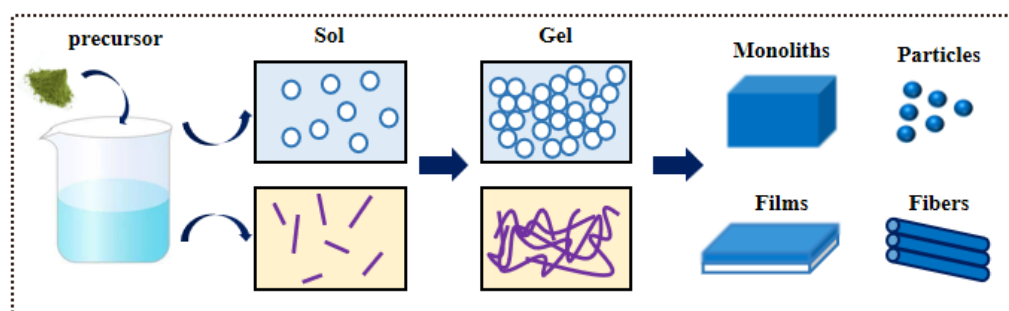 precursor
Sol
Gel
Monoliths
Particles
Films
Fibers